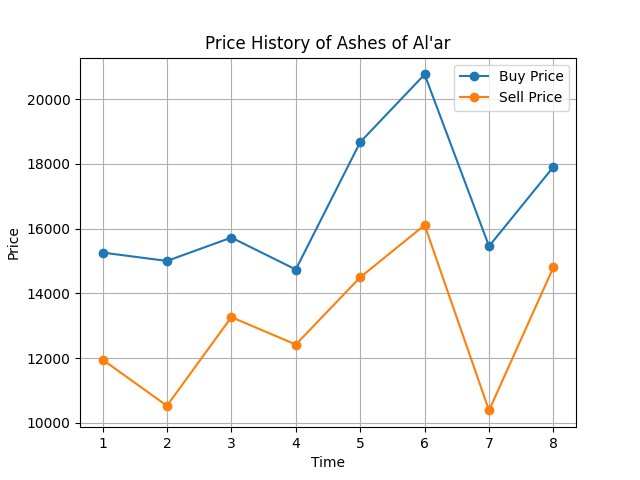 Price History of Ashes of Al'ar
Buy Price
Sell Price
Price
20000
18000
16000
14000
12000
10000
1 2 3 4 5 6 7 8
Time